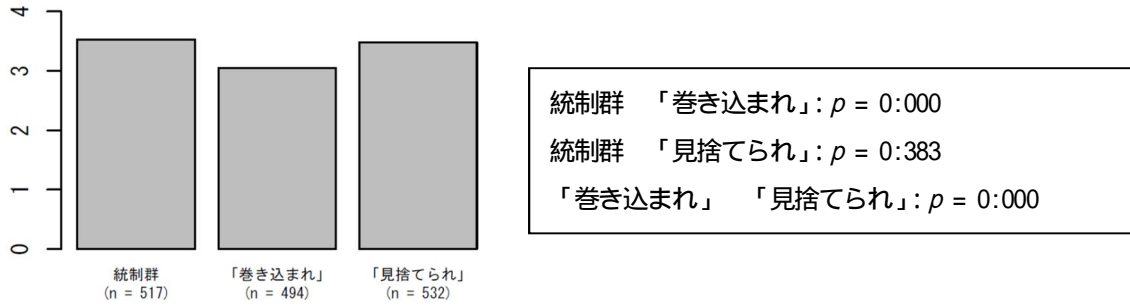 4
3
2
1
0
統制群 「巻き込まれ」 「見捨てられ」
(n = 517) (n = 494) (n = 532)
統制群　「巻き込まれ」: p = 0:000
統制群　「見捨てられ」: p = 0:383
「巻き込まれ」　「見捨てられ」: p = 0:000